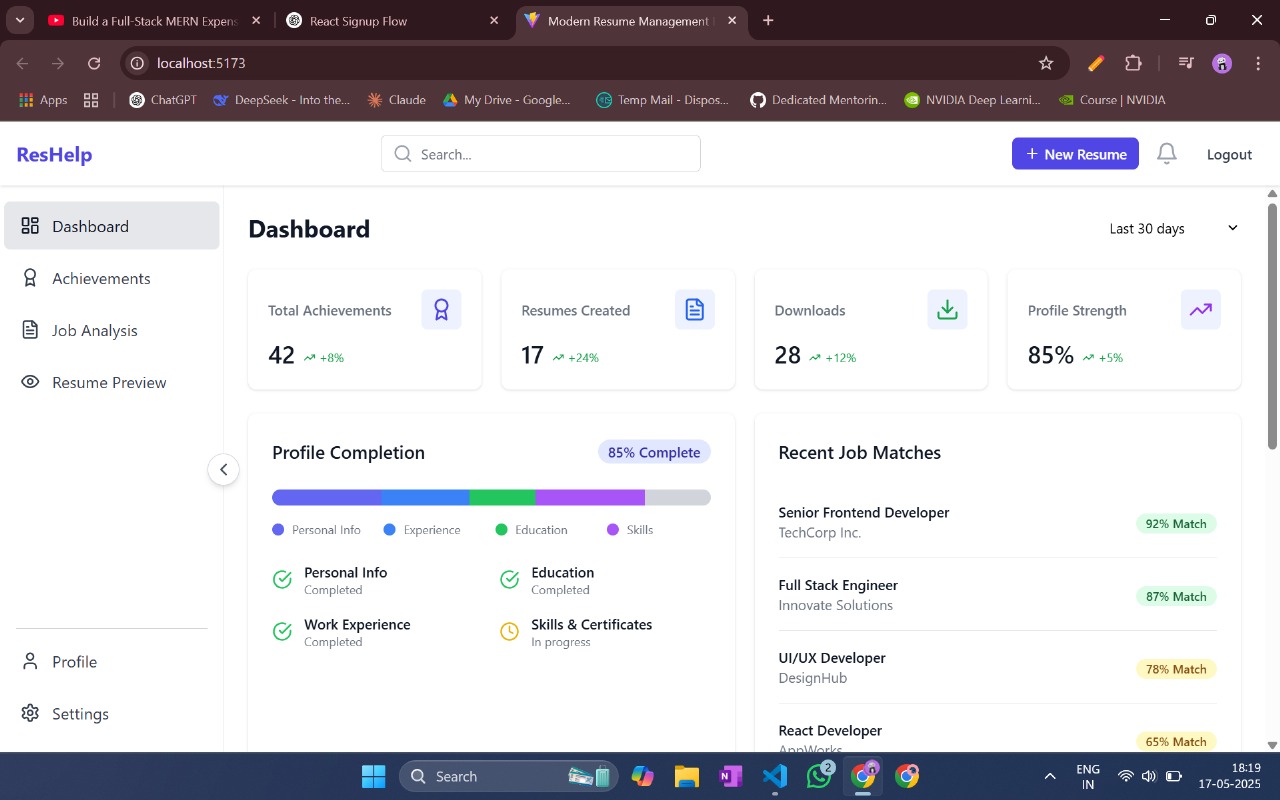 Build a Full-Stack MERN Expens
React Signup Flow
Modern Resume Management
localhost:5173
Apps
ChatGPT
DeepSeek - Into the...
Claude
My Drive - Google...
Temp Mail - Dispos...
Dedicated Mentorin...
NVIDIA Deep Learni...
Course | NVIDIA
ResHelp
Search...
+ New Resume
Logout
Dashboard
Achievements
Job Analysis
Resume Preview
Profile
Settings
Dashboard
Last 30 days
Total Achievements
42 +8%
Resumes Created
17 +24%
Downloads
28 +12%
Profile Strength
85% +5%
Profile Completion
85% Complete
Personal Info
Experience
Education
Skills
Personal Info
Completed
Education
Completed
Work Experience
Completed
Skills & Certificates
In progress
Recent Job Matches
Senior Frontend Developer
TechCorp Inc.
92% Match
Full Stack Engineer
Innovate Solutions
87% Match
UI/UX Developer
DesignHub
78% Match
React Developer
AppWorks
65% Match
Search
2
ENG
IN
18:19
17-05-2025